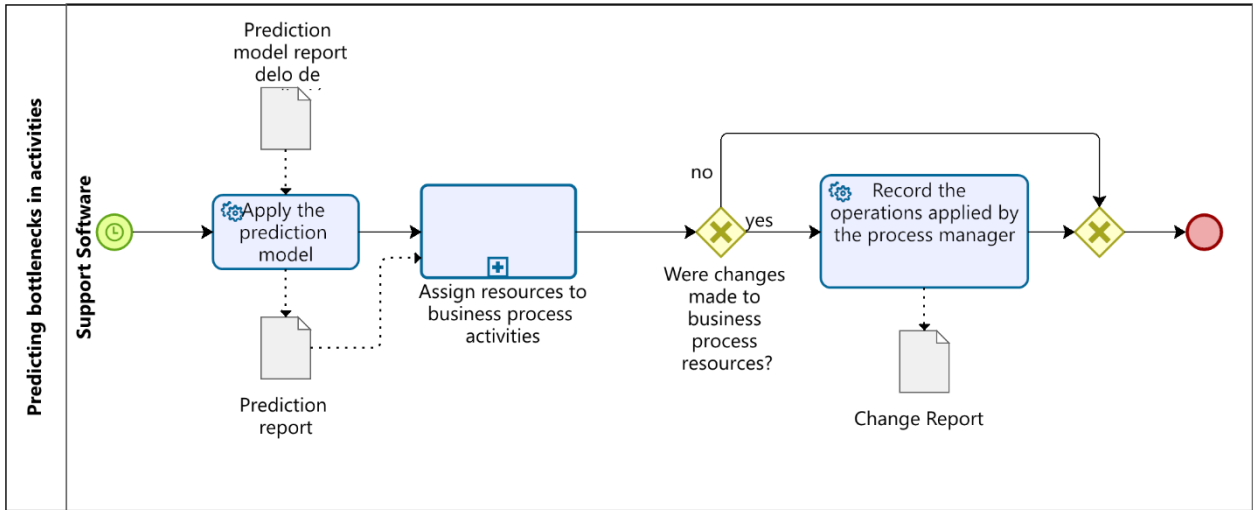 Predicting bottlenecks in activities
Support Software
Prediction
model report
delo de
Apply the
prediction
model
Prediction
report
Assign resources to
business process
activities
no
yes
Were changes
made to
business
process
resources?
Record the
operations applied by
the process manager
Change Report